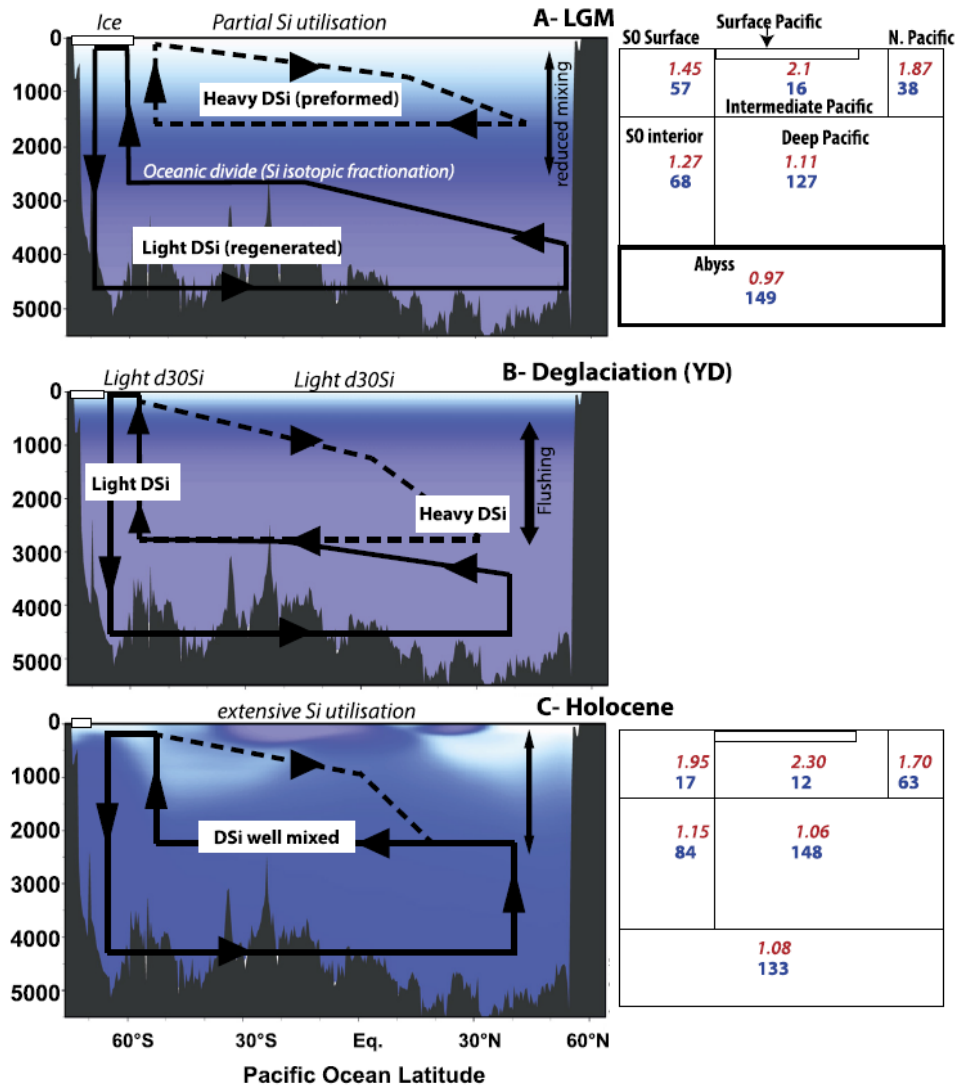 Ice
Partial Si utilisation
A- LGM
0
1000
2000
3000
4000
5000
Heavy DSi (preformed)
reduced mixing
Oceanic divide (Si isotopic fractionation)
Light DSi (regenerated)
Surface Pacific
SO Surface
N. Pacific
1.45
57
2.1
16
1.87
38
Intermediate Pacific
SO interior
Deep Pacific
1.27
68
1.11
127
Abyss
0.97
149
Light d30Si
Light d30Si
B- Deglaciation (YD)
0
1000
2000
3000
4000
5000
Light DSi
Heavy DSi
Flushing
extensive Si utilisation
C- Holocene
0
1000
2000
3000
4000
5000
DSi well mixed
1.95
17
2.30
12
1.70
63
1.15
84
1.06
148
1.08
133
60°S
30°S
Eq.
30°N
60°N
Pacific Ocean Latitude